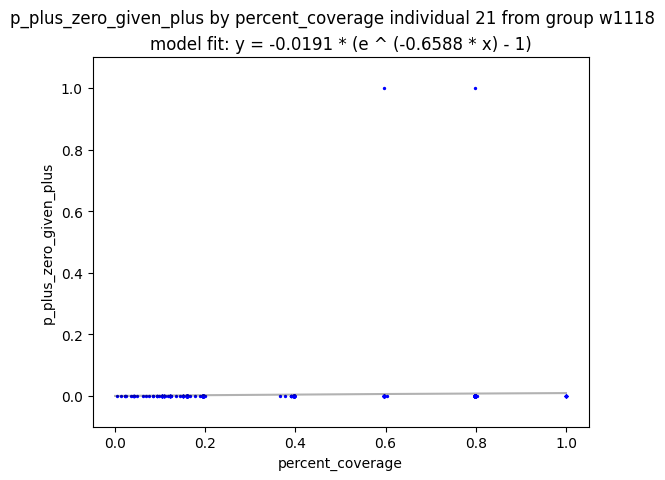 p_plus_zero_given_plus by percent_coverage individual 21 from group w1118
model fit: y = -0.0191 * (e ^ (-0.6588 * x) - 1)
p_plus_zero_given_plus
1.0
0.8
0.6
0.4
0.2
0.0
0.0 0.2 0.4 0.6 0.8 1.0
percent_coverage